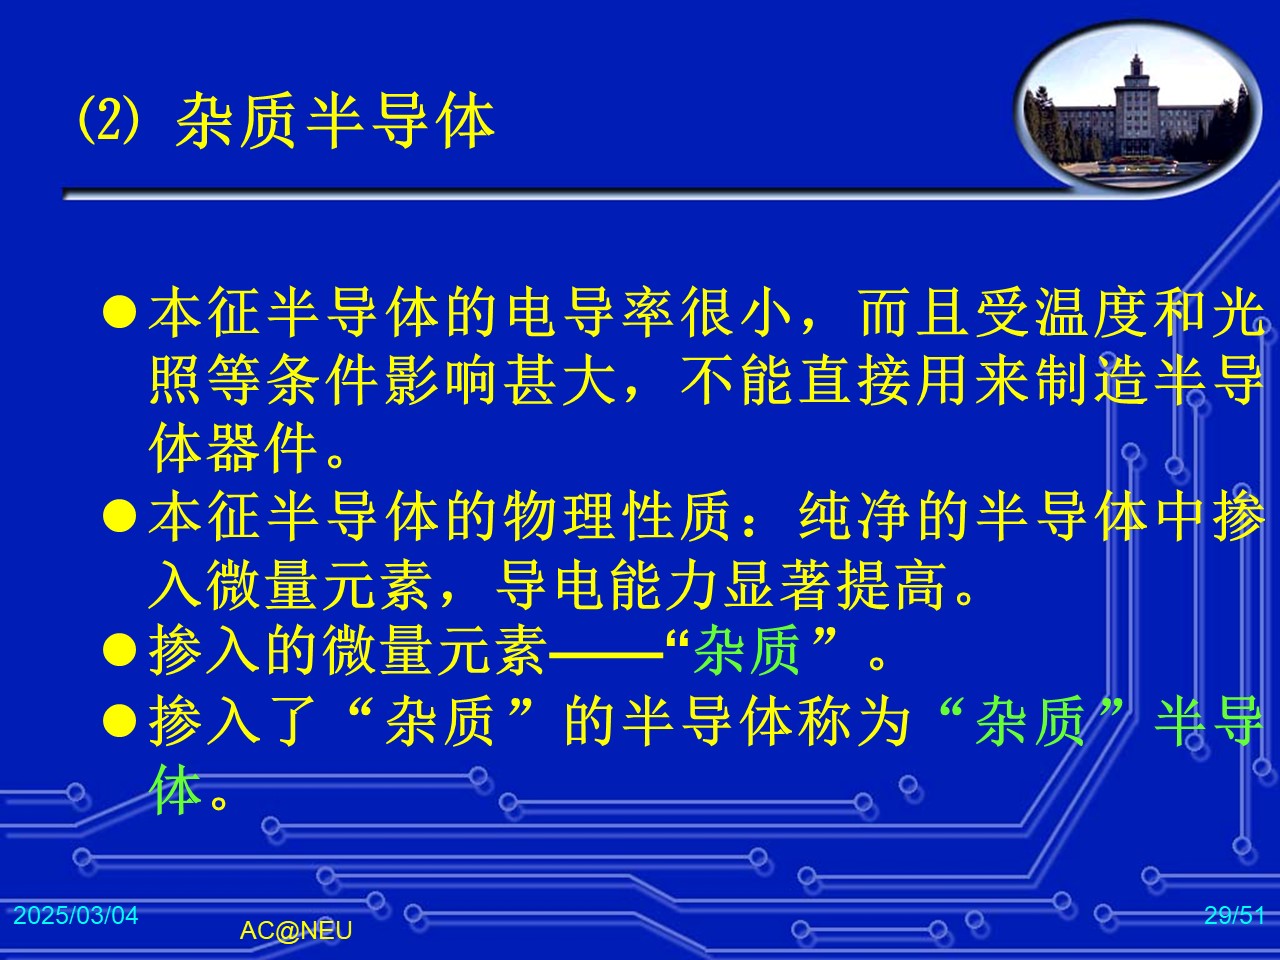 (2) 杂质半导体
●本征半导体的电导率很小，而且受温度和光
照等条件影响甚大，不能直接用来制造半导
体器件。
●本征半导体的物理性质：纯净的半导体中掺
入微量元素，导电能力显著提高。
●掺入的微量元素——“杂质”。
●掺入了“杂质”的半导体称为“杂质”半导
体。
2025/03/04
AC@NEU
29/51